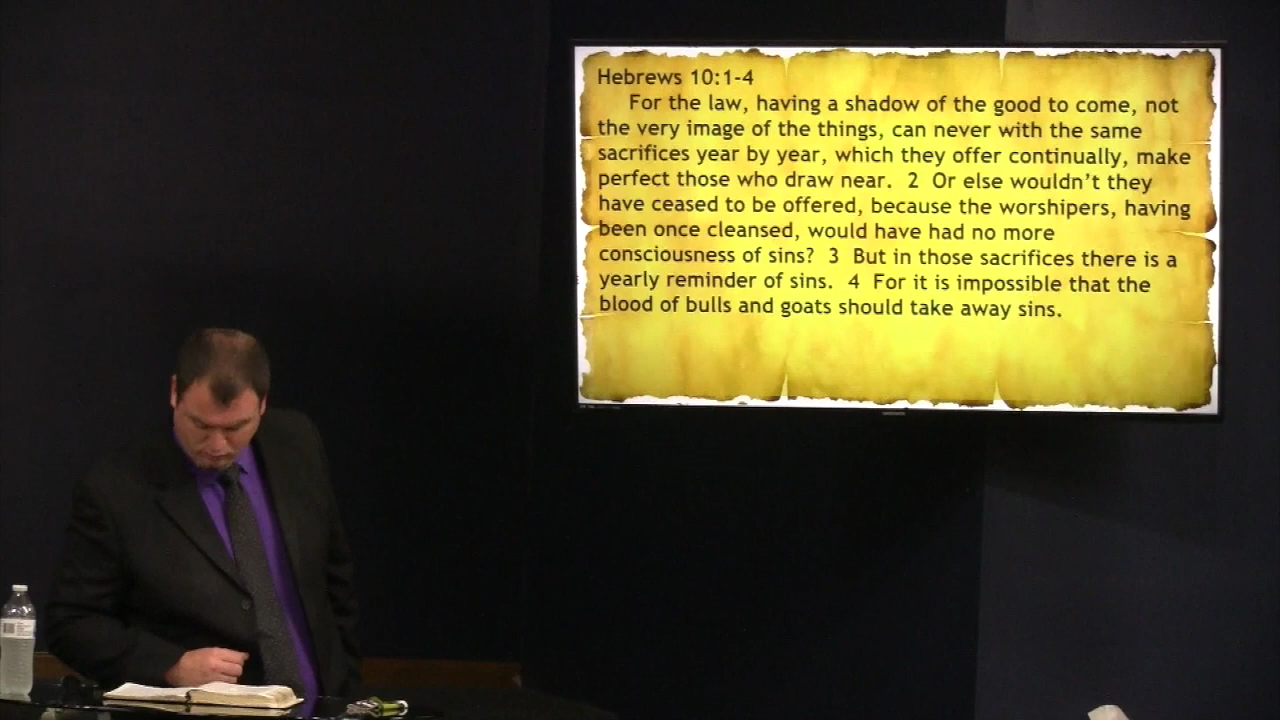 Hebrews 10:1-4
For the law, having a shadow of the good to come, not
the very image of the things, can never with the same
sacrifices year by year, which they offer continually, make
perfect those who draw near. 2 Or else wouldn't they
have ceased to be offered, because the worshipers, having
been once cleansed, would have had no more
consciousness of sins? 3 But in those sacrifices there is a
yearly reminder of sins. 4 For it is impossible that the
blood of bulls and goats should take away sins.